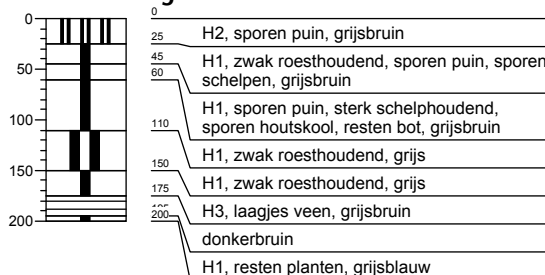 0
0
H2, sporen puin, grijsbruin
25
H1, zwak roesthoudend, sporen puin, sporen
schelpen, grijsbruin
45
50
60
H1, sporen puin, sterk schelphoudend,
sporen houtskool, resten bot, grijsbruin
100
110
H1, zwak roesthoudend, grijs
150
150
H1, zwak roesthoudend, grijs
175
H3, laagjes veen, grijsbruin
200
200
donkerbruin
H1, resten planten, grijsblauw